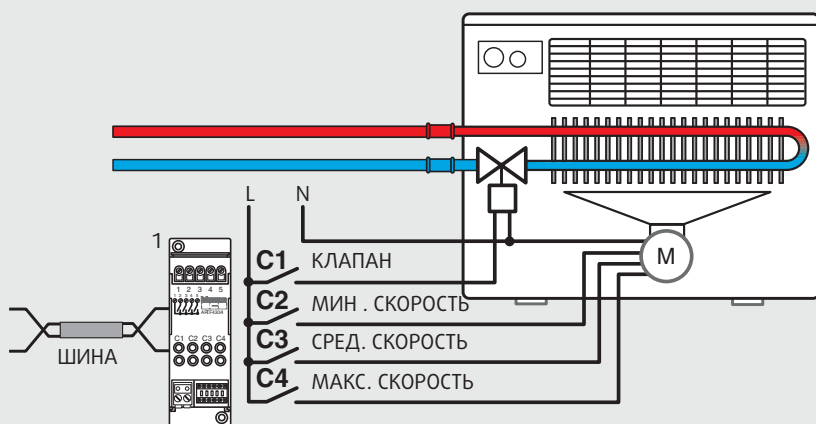 L N
1
C1 КЛАПАН
C2 МИН . СКОРОСТЬ
C3 СРЕД. СКОРОСТЬ
C4 МАКС. СКОРОСТЬ
M
ШИНА
1 2 3 4 5
C1 C2 C3 C4